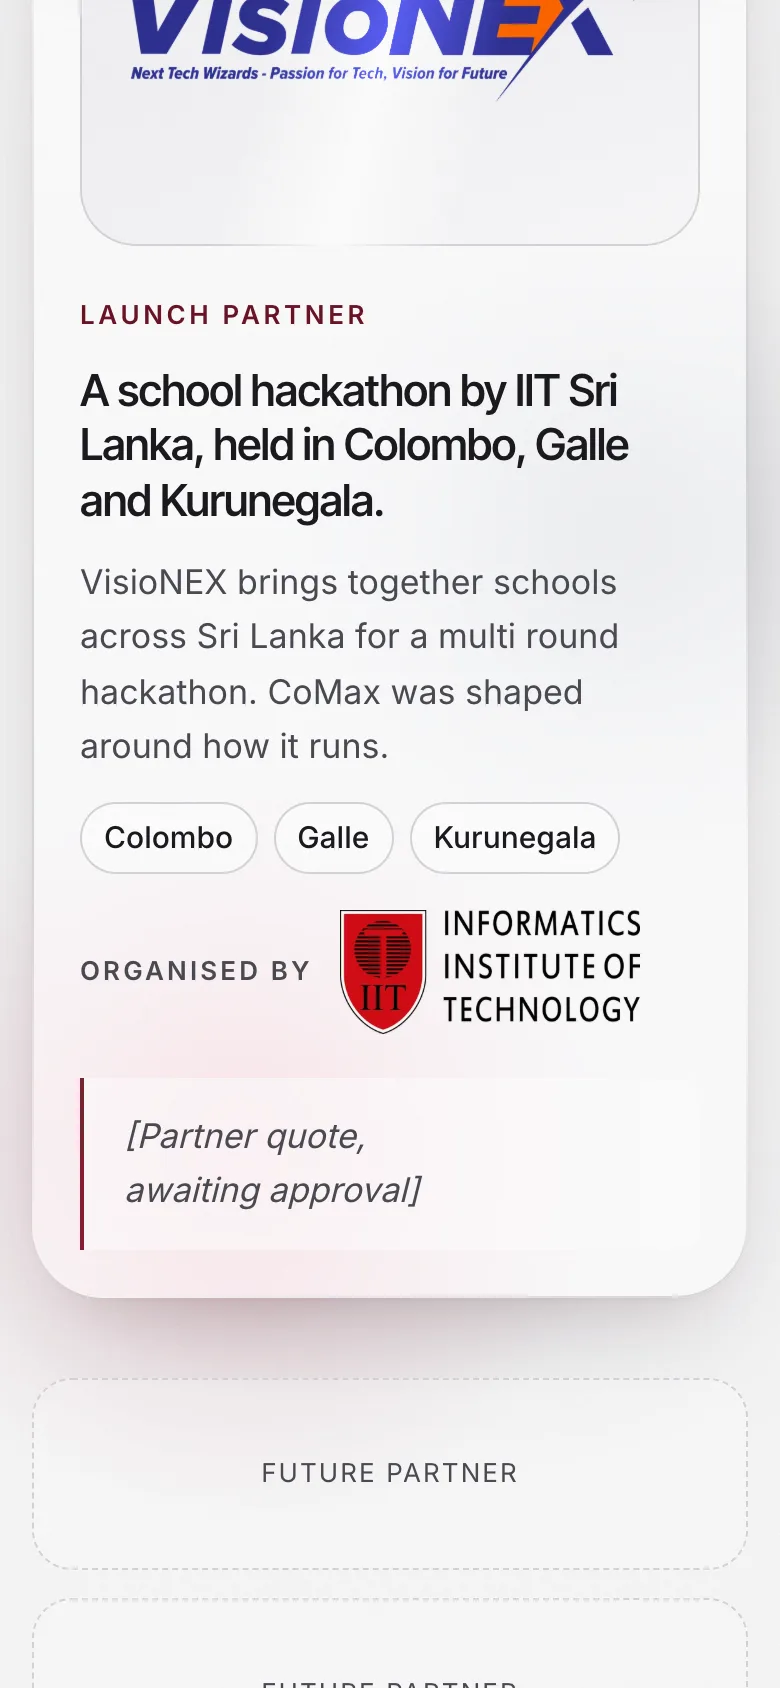 VISIONEX
Next Tech Wizards - Passion for Tech, Vision for Future
LAUNCH PARTNER
A school hackathon by IIT Sri
Lanka, held in Colombo, Galle
and Kurunegala.
VisioNEX brings together schools
across Sri Lanka for a multi round
hackathon. CoMax was shaped
around how it runs.
Colombo Galle Kurunegala
ORGANISED BY
IIT
INFORMATICS
INSTITUTE OF
TECHNOLOGY
[Partner quote,
awaiting approval]
FUTURE PARTNER
FUTURE PARTNER